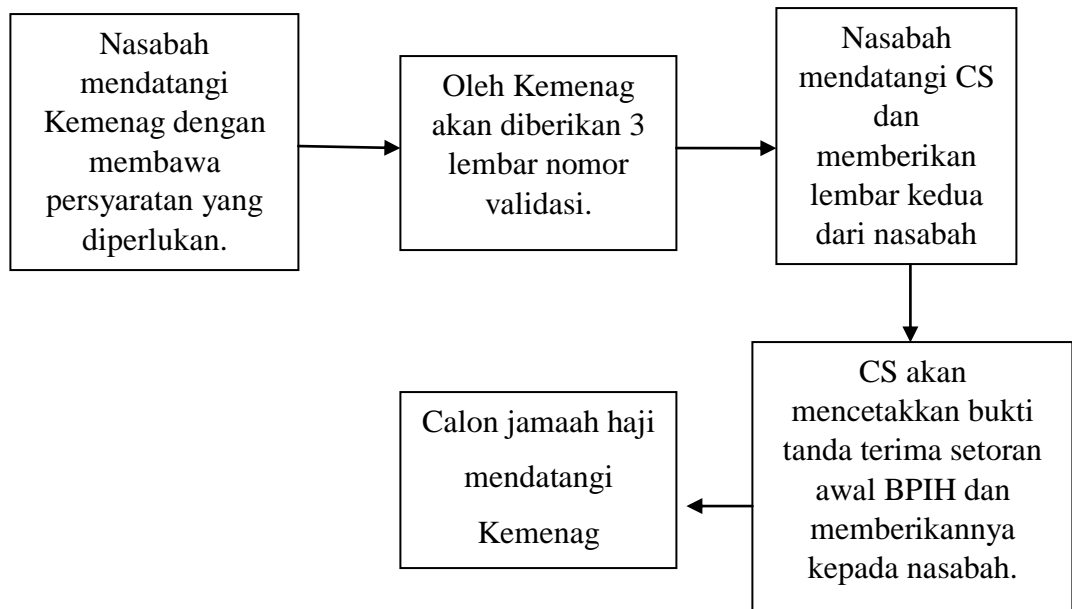 Nasabah
mendatangi
Kemenag dengan
membawa
persyaratan yang
diperlukan.
Oleh Kemenag
akan diberikan 3
lembar nomor
validasi.
Nasabah
mendatangi CS
dan
memberikan
lembar kedua
dari nasabah
CS akan
mencetakkan bukti
tanda terima setoran
awal BPIH dan
memberikannya
kepada nasabah.
Calon jamaah haji
mendatangi
Kemenag